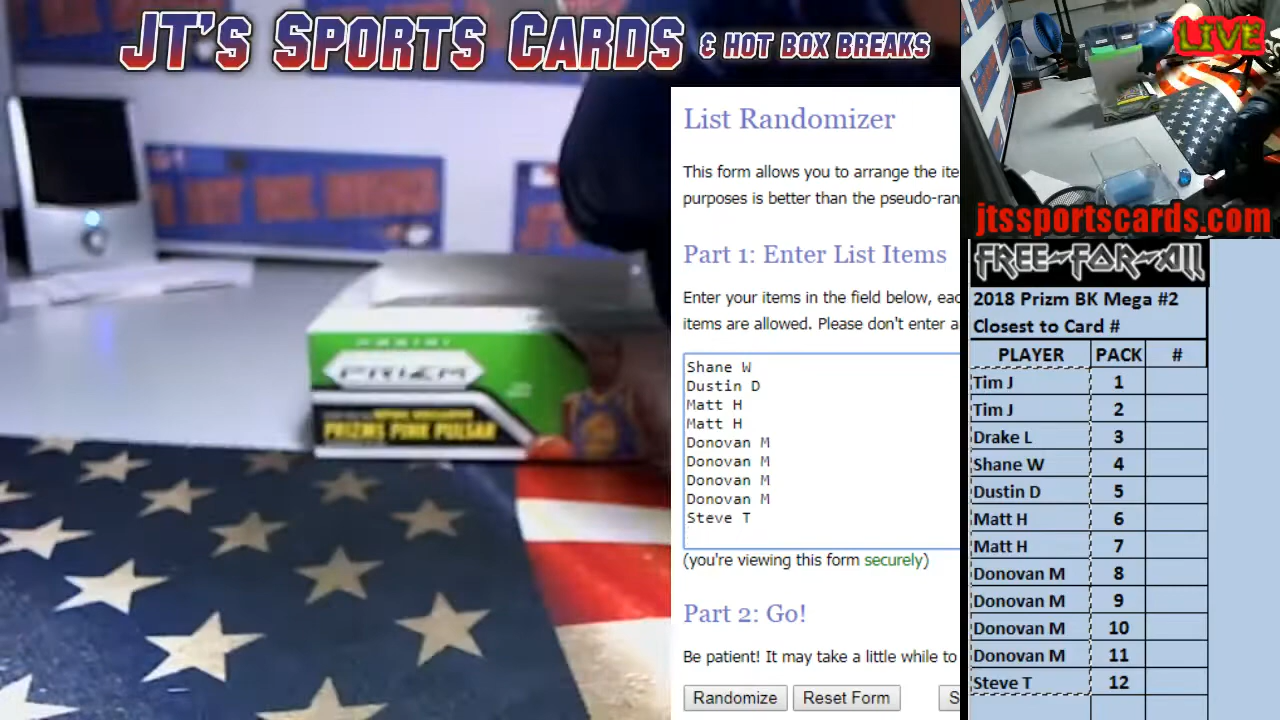 JT's Sports Cards & Hot Box Breaks
LIVE
jtssportscards.com
PANINI
PRIZM
PRIZMS PINK PULSAR
List Randomizer
This form allows you to arrange the ite
purposes is better than the pseudo-ran
Part 1: Enter List Items
Enter your items in the field below, eac
items are allowed. Please don't enter a
Shane W
Dustin D
Matt H
Matt H
Donovan M
Donovan M
Donovan M
Donovan M
Steve T
(you're viewing this form securely)
Part 2: Go!
Be patient! It may take a little while to
Randomize Reset Form S
FREE-FOR-ALL
2018 Prizm BK Mega #2
Closest to Card #
PLAYER PACK #
Tim J 1
Tim J 2
Drake L 3
Shane W 4
Dustin D 5
Matt H 6
Matt H 7
Donovan M 8
Donovan M 9
Donovan M 10
Donovan M 11
Steve T 12